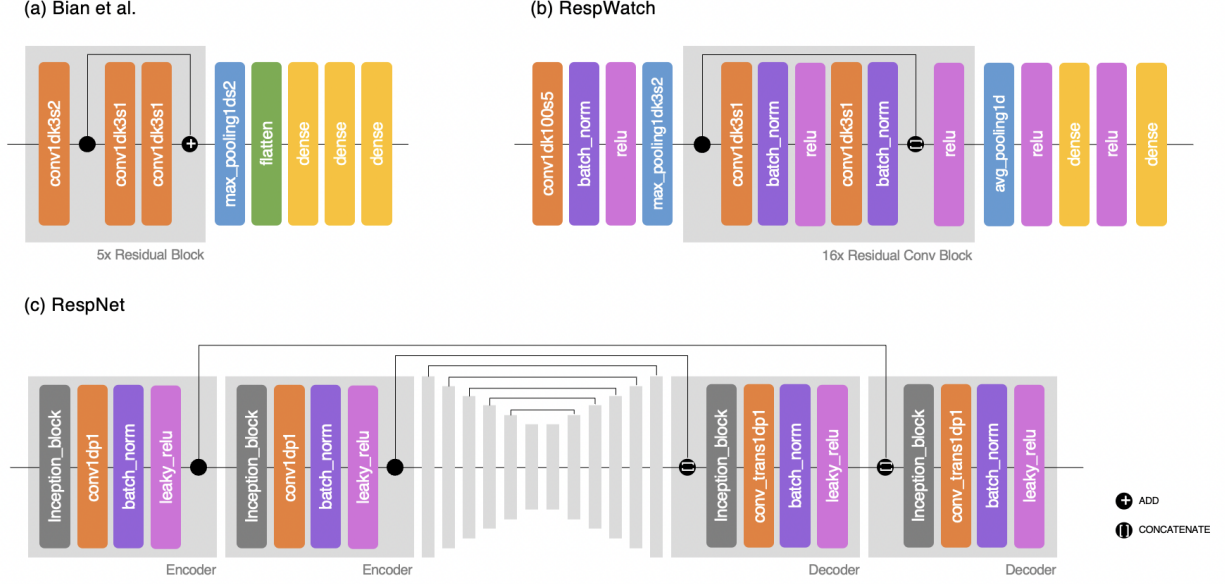 (a) Bian et al.
conv1dk3s2
conv1dk3s1
conv1dk3s1
max_pooling1ds2
flatten
dense
dense
dense
5x Residual Block
(b) RespWatch
conv1dk100s5
batch_norm
relu
max_pooling1dk3s2
conv1dk3s1
batch_norm
relu
conv1dk3s1
batch_norm
relu
avg_pooling1d
relu
dense
relu
dense
16x Residual Conv Block
(c) RespNet
Inception_block
conv1dp1
batch_norm
leaky_relu
Encoder
Inception_block
conv1dp1
batch_norm
leaky_relu
Encoder
Inception_block
conv_trans1dp1
batch_norm
leaky_relu
Decoder
Inception_block
conv_trans1dp1
batch_norm
leaky_relu
Decoder
ADD
CONCATENATE